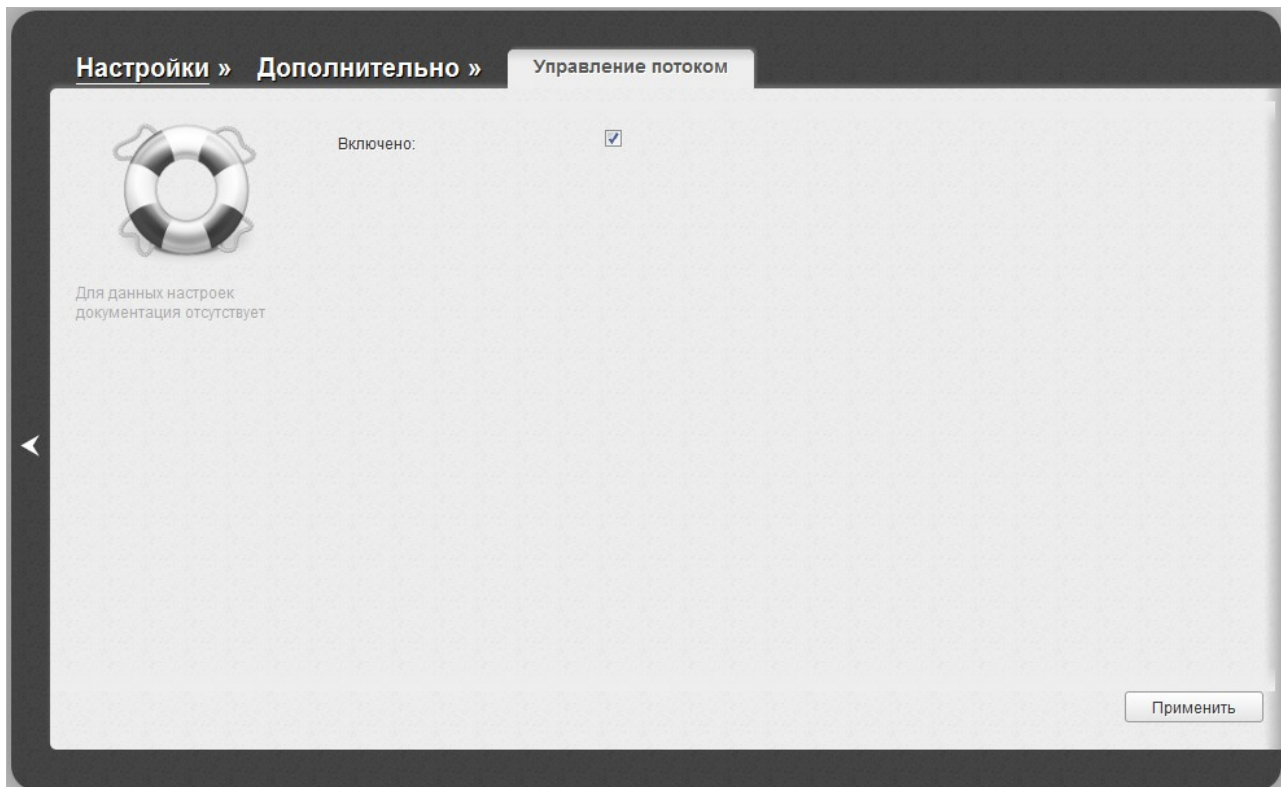 Настройки » Дополнительно » Управление потоком
Включено:
Для данных настроек
документация отсутствует
Применить